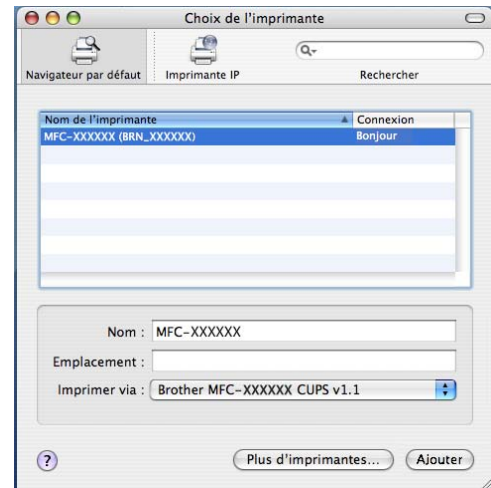 Choix de l'imprimante
Navigateur par défaut
Imprimante IP
Rechercher
Nom de l'imprimante Connexion
MFC-XXXXXX (BRN_XXXXXX) Bonjour
Nom : MFC-XXXXXX
Emplacement :
Imprimer via : Brother MFC-XXXXXX CUPS v1.1
? Plus d'imprimantes... Ajouter